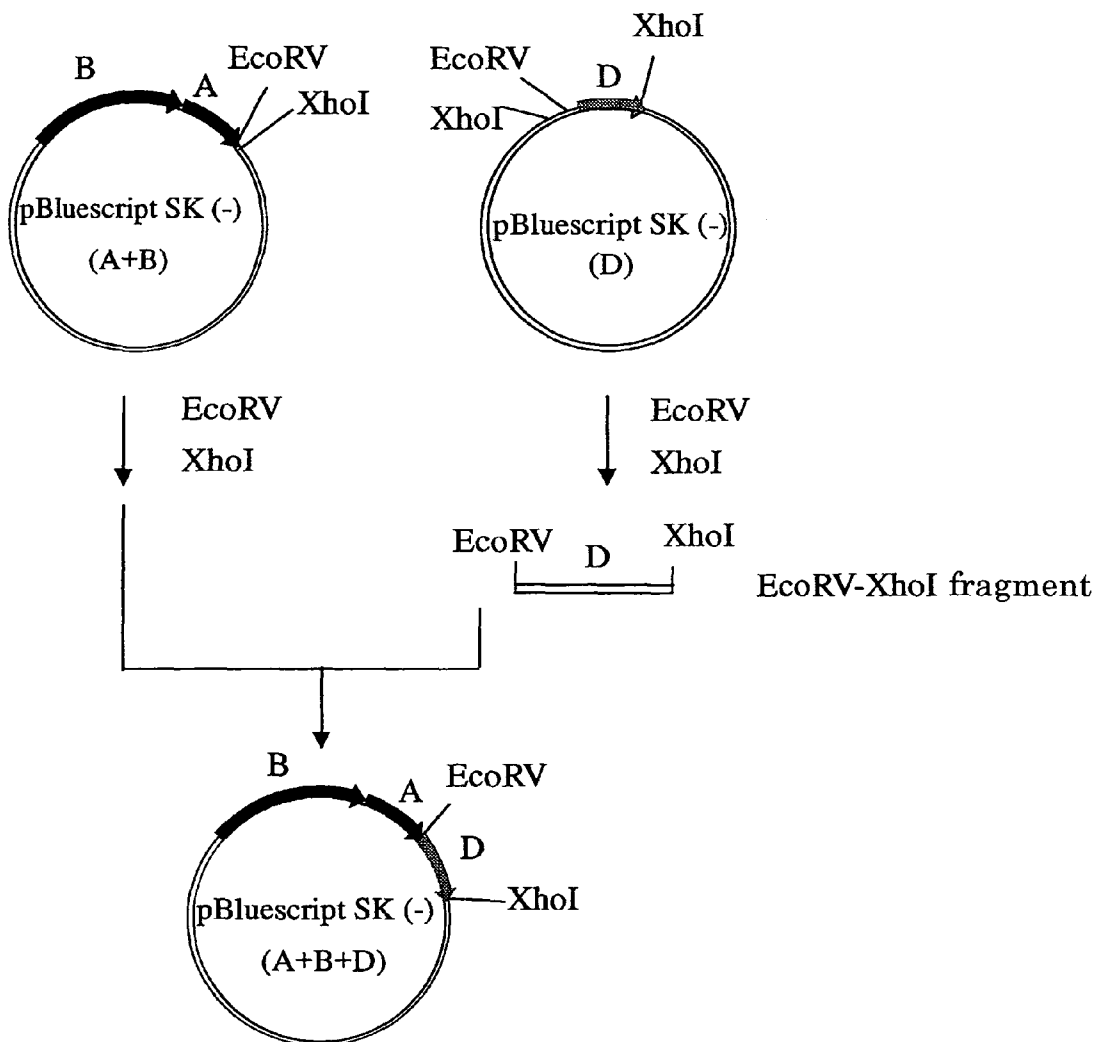 B
A
EcoRV
XhoI
pBluescript SK (-)
(A+B)
XhoI
EcoRV
D
XhoI
pBluescript SK (-)
(D)
EcoRV
XhoI
EcoRV
XhoI
EcoRV
D
XhoI
EcoRV-XhoI fragment
B
A
EcoRV
D
XhoI
pBluescript SK (-)
(A+B+D)